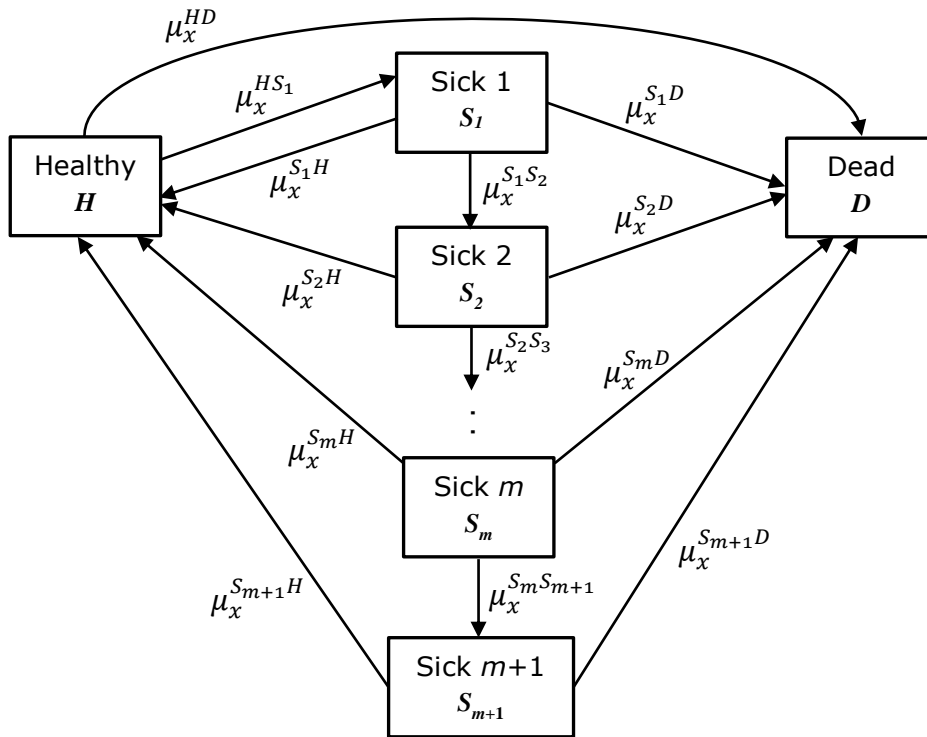 μ_x^{HD}
Sick 1
S_1
μ_x^{HS_1}
μ_x^{S_1D}
Healthy
H
Dead
D
μ_x^{S_1H}
μ_x^{S_1S_2}
μ_x^{S_2D}
Sick 2
S_2
μ_x^{S_2H}
μ_x^{S_2S_3}
μ_x^{S_mD}
⋮
μ_x^{S_mH}
Sick m
S_m
μ_x^{S_{m+1}D}
μ_x^{S_{m+1}H}
μ_x^{S_mS_{m+1}}
Sick m+1
S_{m+1}